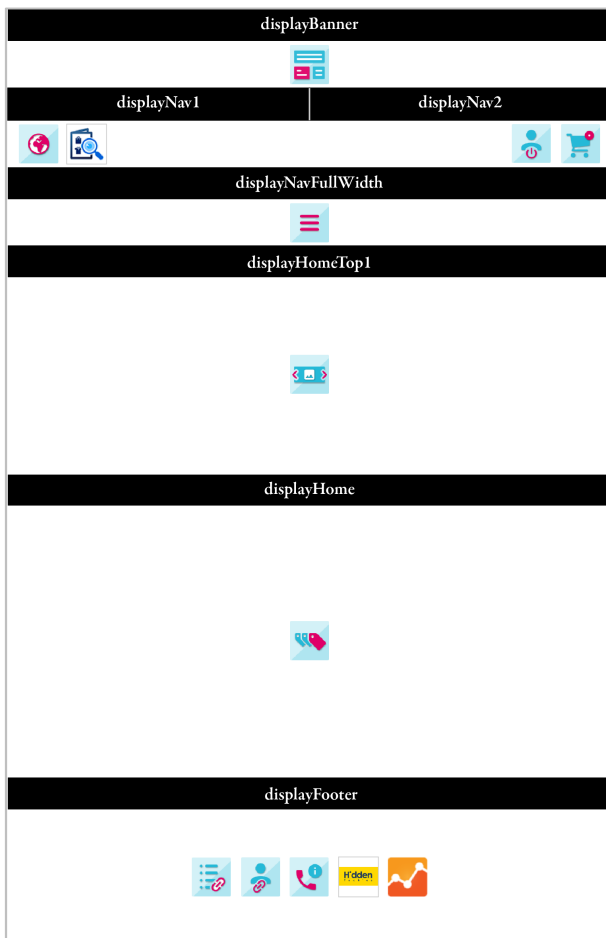 displayBanner
displayNav1
displayNav2
displayNavFullWidth
displayHomeTop1
displayHome
displayFooter
Hidden